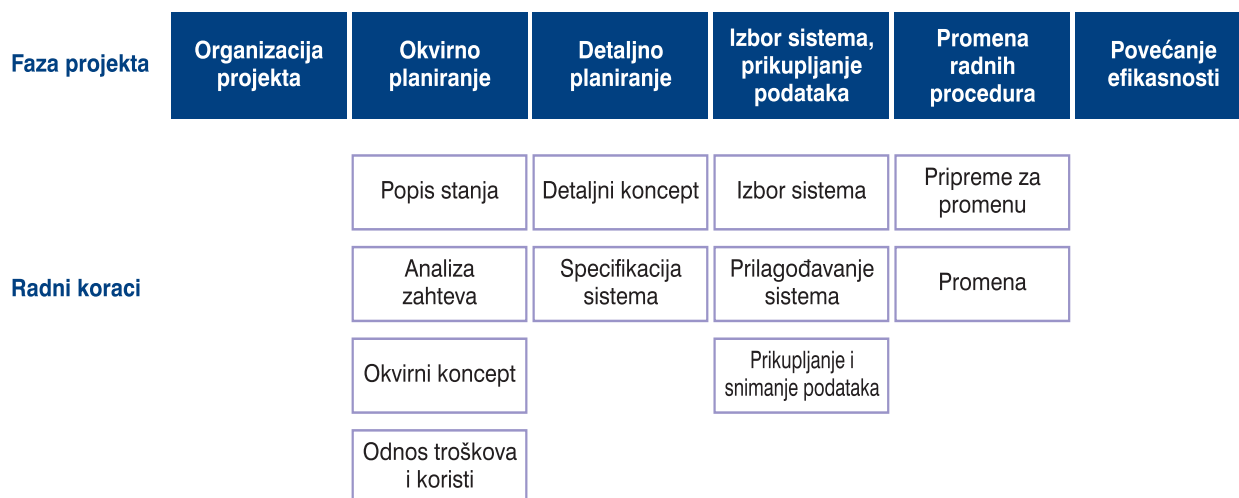 Faza projekta
Organizacija
projekta
Okvirno
planiranje
Detaljno
planiranje
Izbor sistema,
prikupljanje
podataka
Promena
radnih
procedura
Povećanje
efikasnosti
Radni koraci
Popis stanja
Detaljni koncept
Izbor sistema
Pripreme za
promenu
Analiza
zahteva
Specifikacija
sistema
Prilagođavanje
sistema
Promena
Okvirni koncept
Prikupljanje i
snimanje podataka
Odnos troškova
i koristi